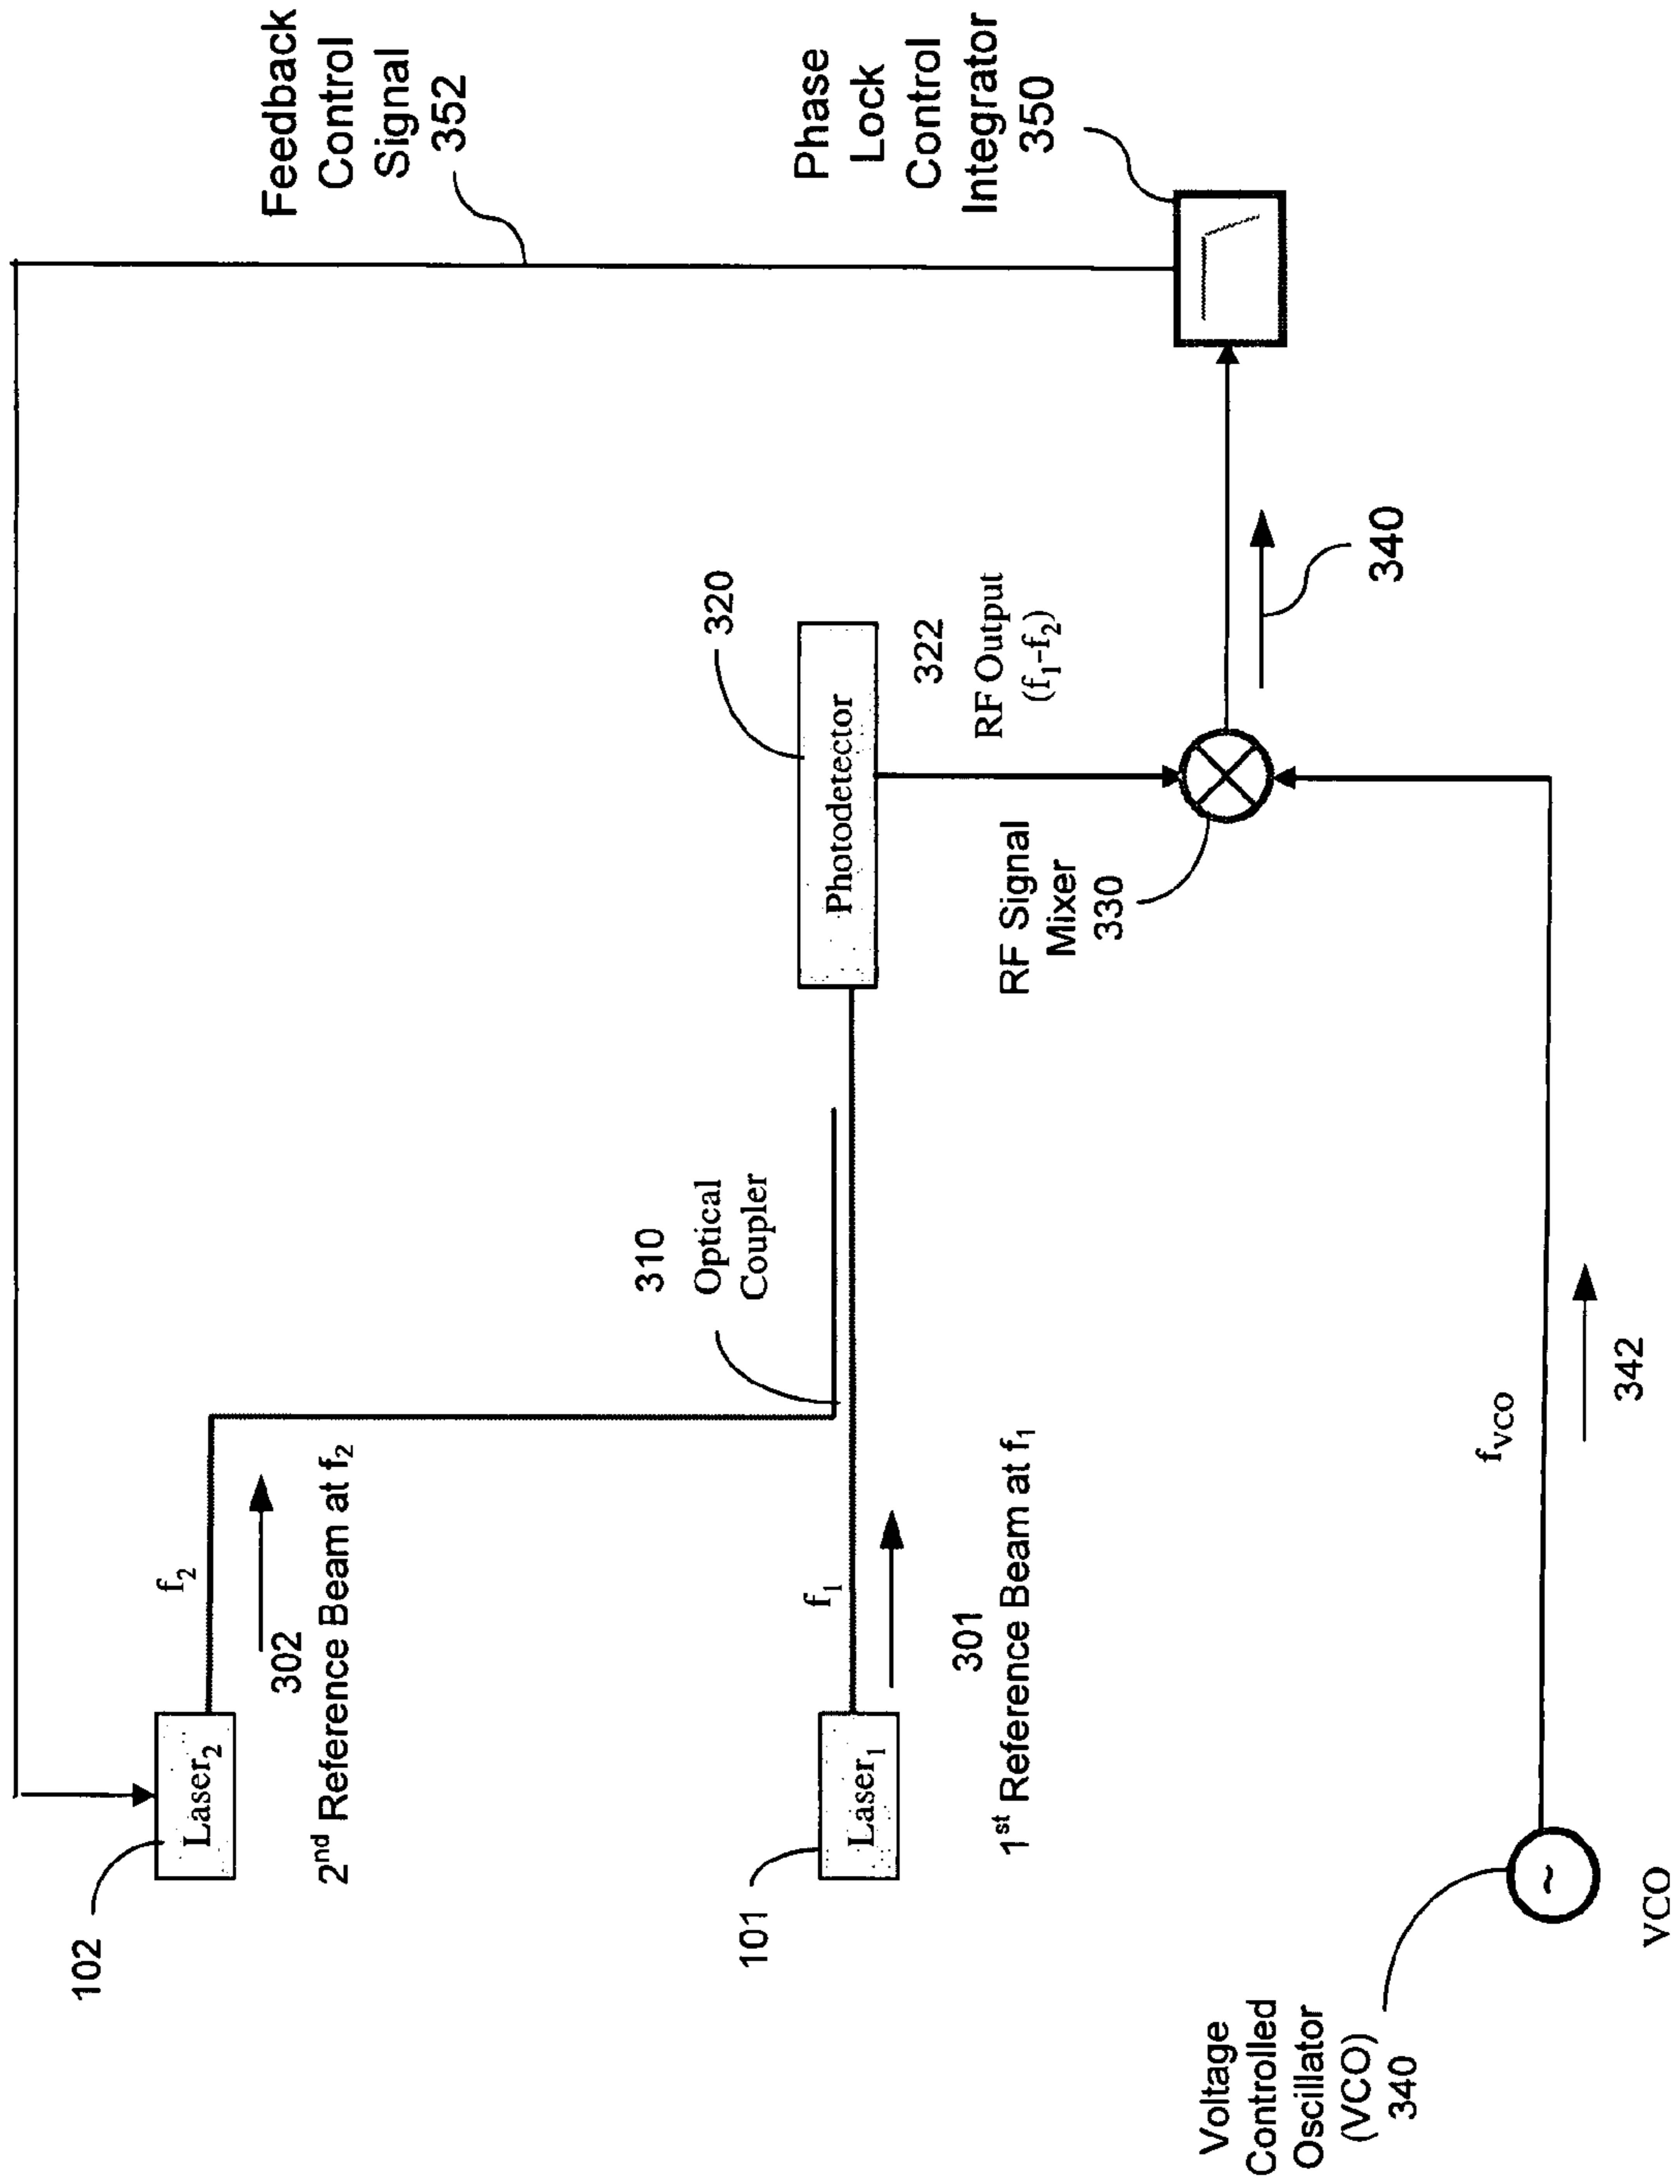 102
Laser₂
f₂
302
2nd Reference Beam at f₂
Feedback
Control
Signal
352
310
Optical
Coupler
320
Photodetector
101
Laser₁
f₁
301
1st Reference Beam at f₁
322
RF Output
(f₁-f₂)
RF Signal
Mixer
330
Phase
Lock
Control
Integrator
350
340
Voltage
Controlled
Oscillator
(VCO)
340
~
VCO
fVCO
342